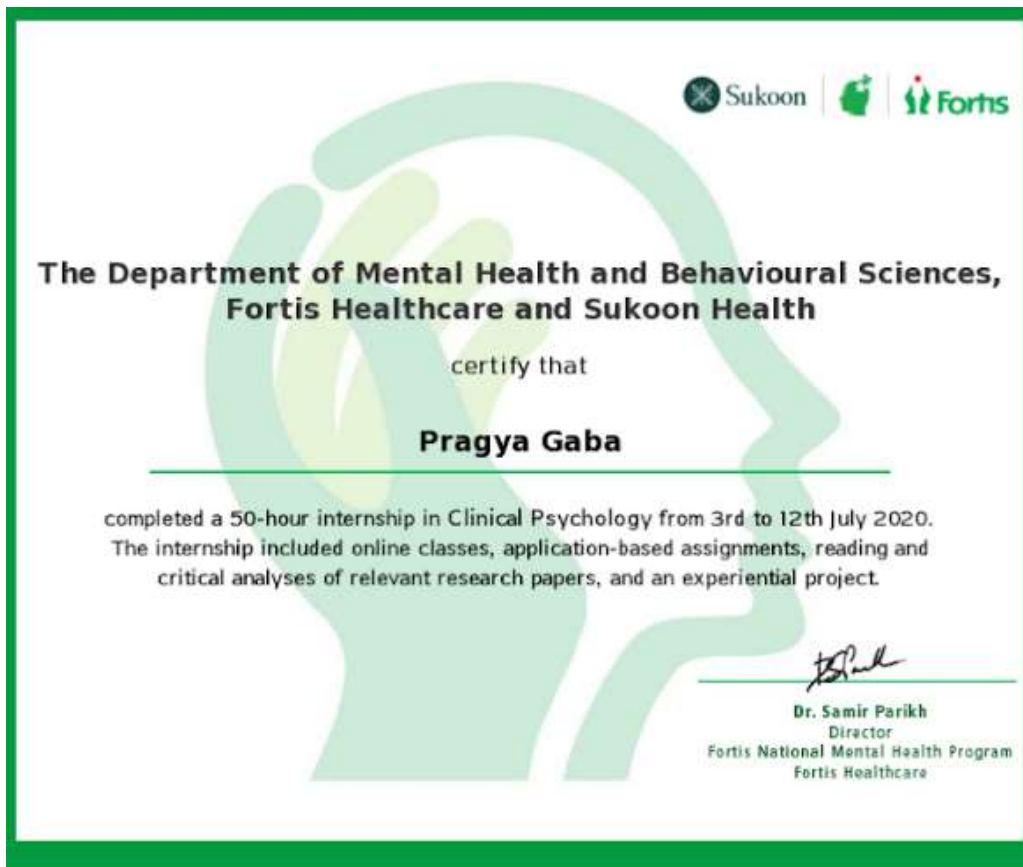 Sukoon Fortis
The Department of Mental Health and Behavioural Sciences,
Fortis Healthcare and Sukoon Health
certify that
Pragya Gaba
completed a 50-hour internship in Clinical Psychology from 3rd to 12th July 2020.
The internship included online classes, application-based assignments, reading and
critical analyses of relevant research papers, and an experiential project.
Dr. Samir Parikh
Director
Fortis National Mental Health Program
Fortis Healthcare